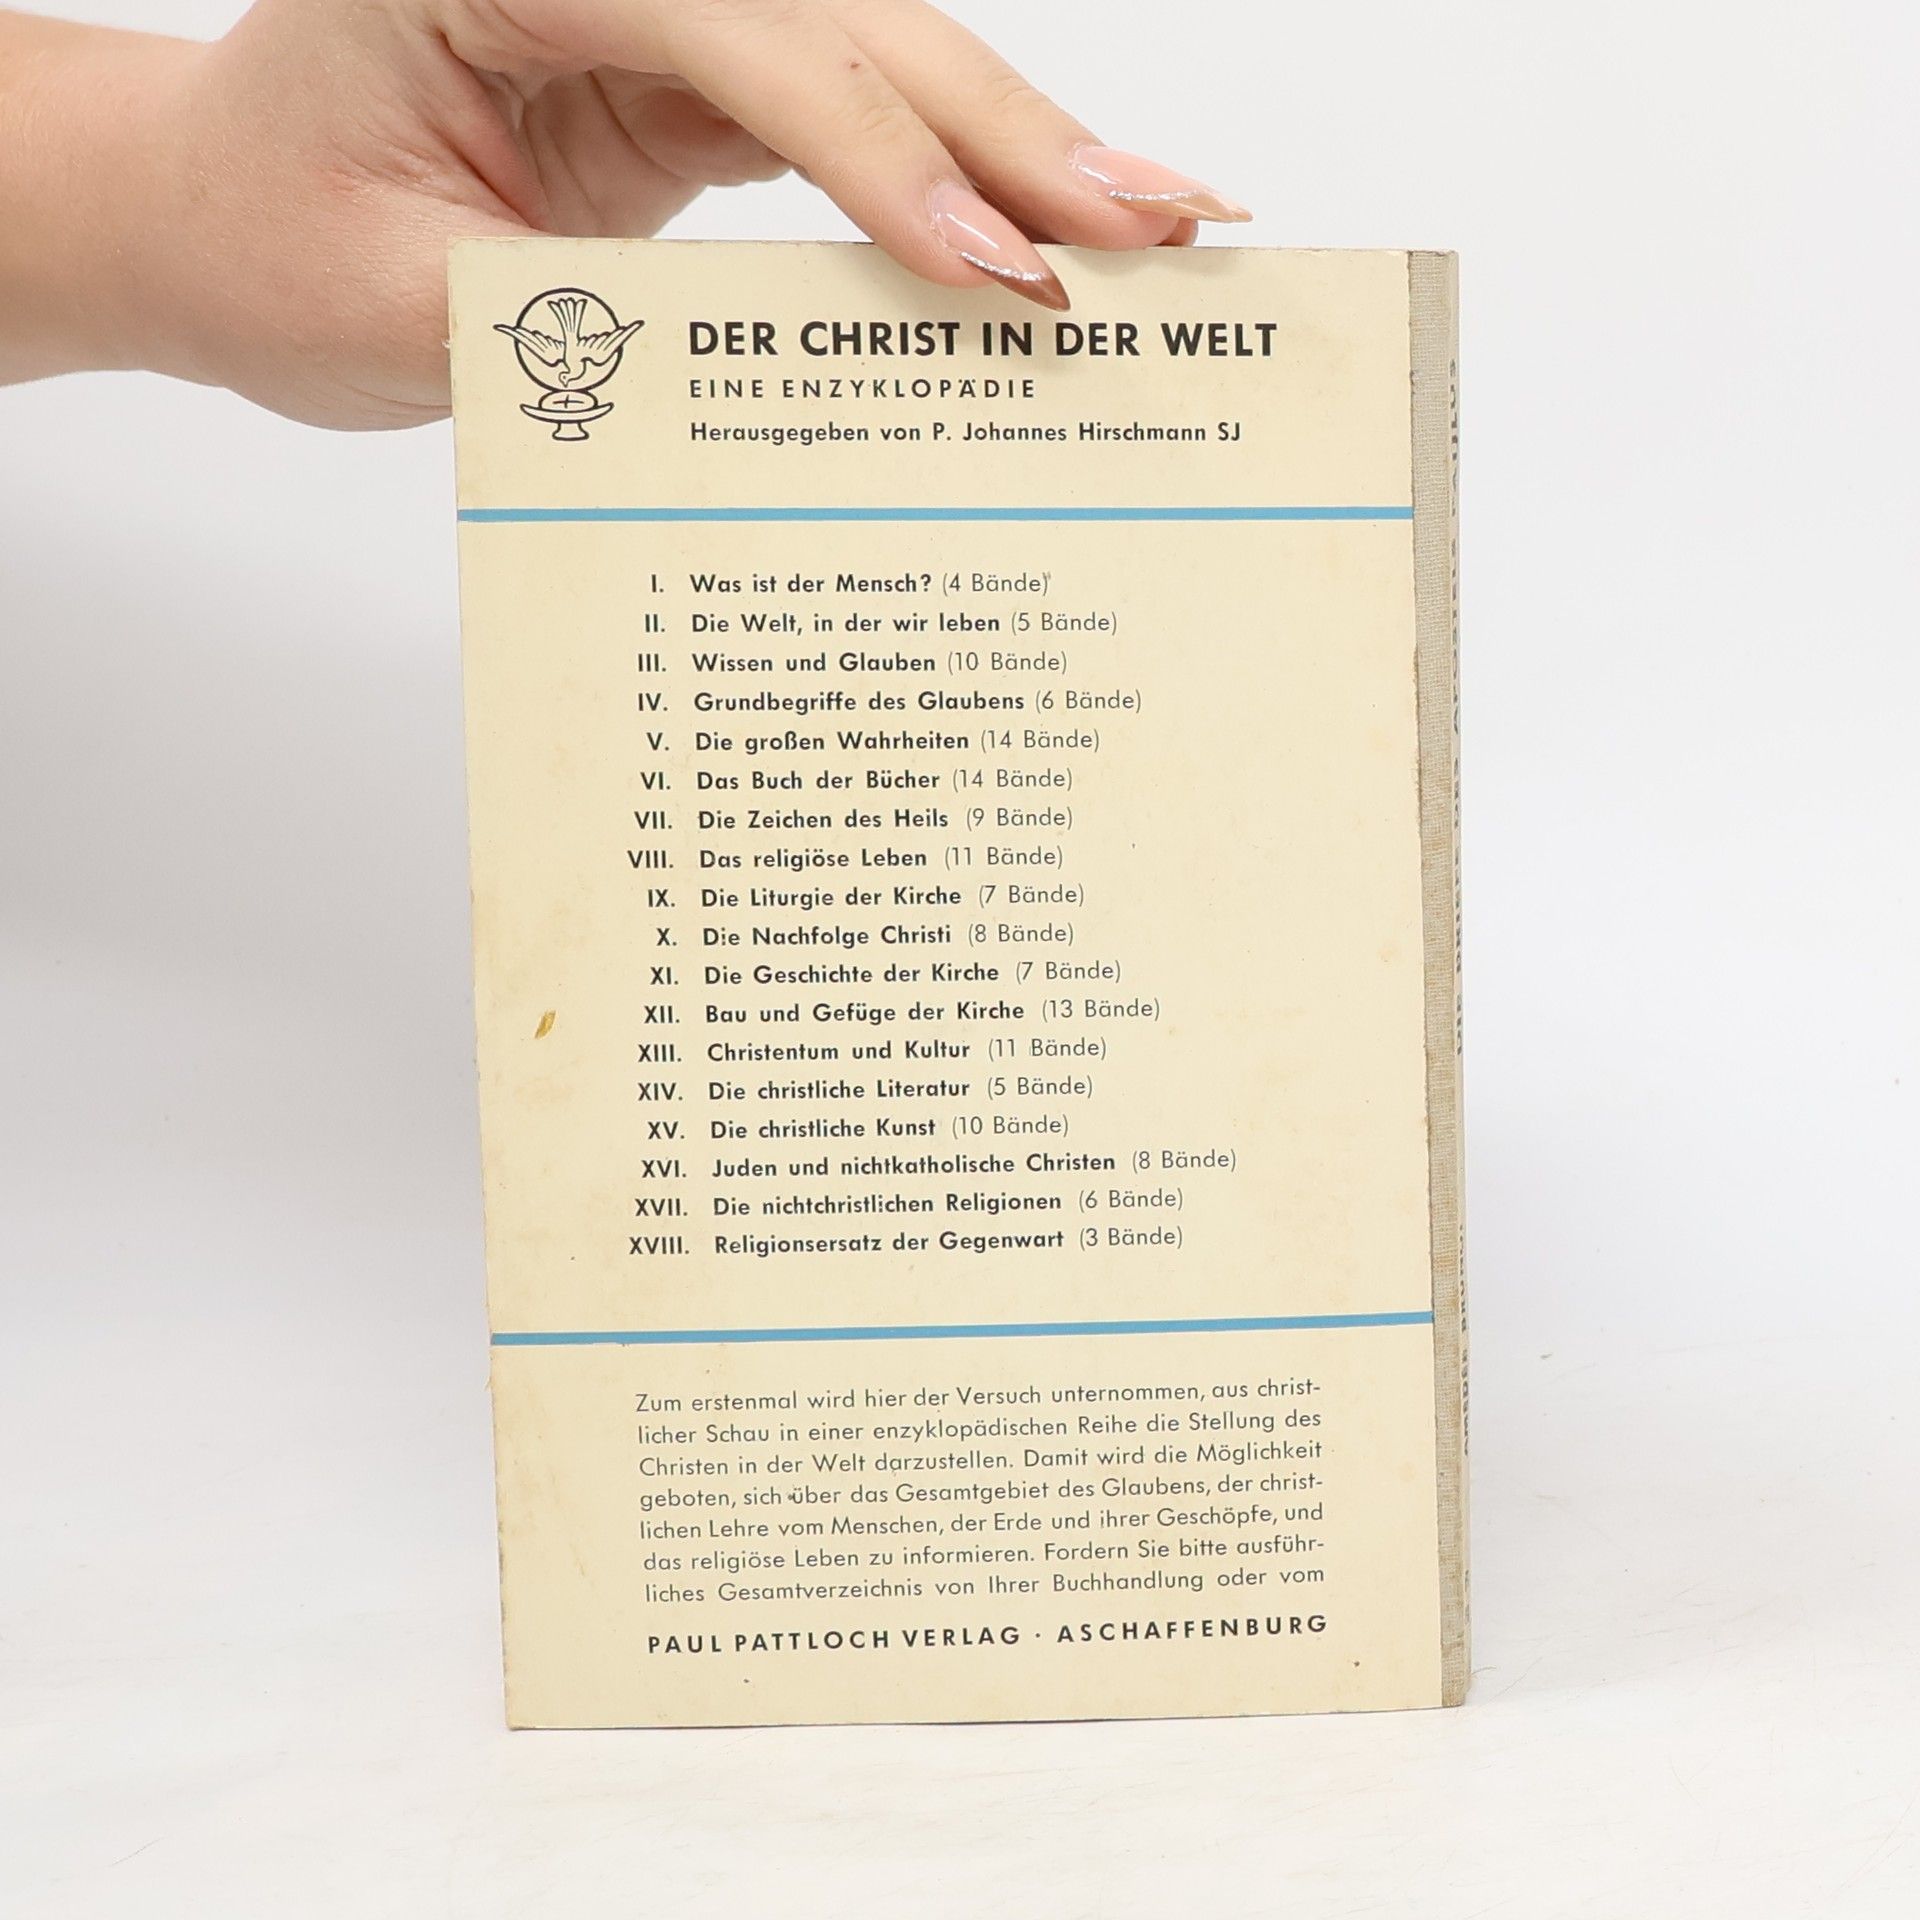 DER CHRIST IN DER WELT
EINE ENZYKLOPÄDIE
Herausgegeben von P. Johannes Hirschmann SJ
I. Was ist der Mensch? (4 Bände)
II. Die Welt, in der wir leben (5 Bände)
III. Wissen und Glauben (10 Bände)
IV. Grundbegriffe des Glaubens (6 Bände)
V. Die großen Wahrheiten (14 Bände)
VI. Das Buch der Bücher (14 Bände)
VII. Die Zeichen des Heils (9 Bände)
VIII. Das religiöse Leben (11 Bände)
IX. Die Liturgie der Kirche (7 Bände)
X. Die Nachfolge Christi (8 Bände)
XI. Die Geschichte der Kirche (7 Bände)
XII. Bau und Gefüge der Kirche (13 Bände)
XIII. Christentum und Kultur (11 Bände)
XIV. Die christliche Literatur (5 Bände)
XV. Die christliche Kunst (10 Bände)
XVI. Juden und nichtkatholische Christen (8 Bände)
XVII. Die nichtchristlichen Religionen (6 Bände)
XVIII. Religionsersatz der Gegenwart (3 Bände)
Zum erstenmal wird hier der Versuch unternommen, aus christ-
licher Schau in einer enzyklopädischen Reihe die Stellung des
Christen in der Welt darzustellen. Damit wird die Möglichkeit
geboten, sich über das Gesamtgebiet des Glaubens, der christ-
lichen Lehre vom Menschen, der Erde und ihrer Geschöpfe, und
das religiöse Leben zu informieren. Fordern Sie bitte ausführ-
liches Gesamtverzeichnis von Ihrer Buchhandlung oder vom
PAUL PATTLOCH VERLAG · ASCHAFFENBURG